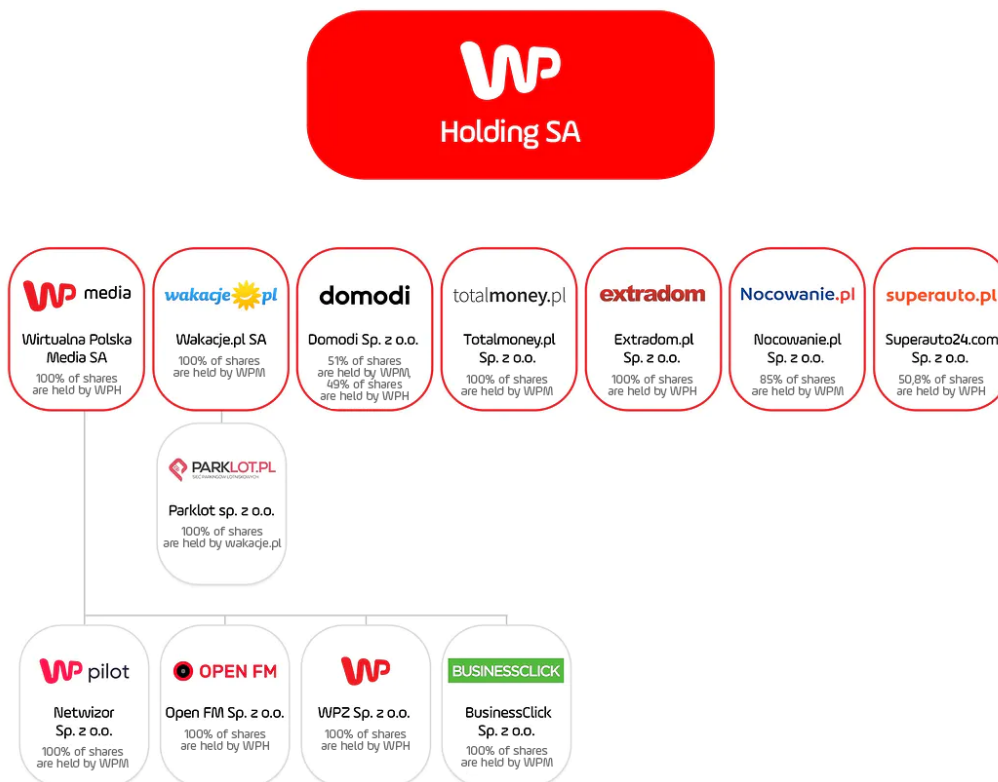 WP
Holding SA
WP media
Wirtualna Polska
Media SA
100% of shares
are held by WPH
wakacje pl
Wakacje.pl SA
100% of shares
are held by WPM
domodi
Domodi Sp. z o.o.
51% of shares
are held by WPM,
49% of shares
are held by WPH
totalmoney.pl
Totalmoney.pl
Sp. z o.o.
100% of shares
are held by WPM
extradom
Extradom.pl
Sp. z o.o.
100% of shares
are held by WPH
Nocowanie.pl
Nocowanie.pl
Sp. z o.o.
85% of shares
are held by WPM
superauto.pl
Superauto24.com
Sp. z o.o.
50,8% of shares
are held by WPH
PARKLOT.PL
SIEĆ PARKINGÓW LOTNISKOWYCH
Parklot sp. z o.o.
100% of shares
are held by wakacje.pl
WP pilot
Netwizor
Sp. z o.o.
100% of shares
are held by WPM
OPEN FM
Open FM Sp. z o.o.
100% of shares
are held by WPH
WP
WPZ Sp. z o.o.
100% of shares
are held by WPH
BUSINESSCLICK
BusinessClick
Sp. z o.o.
100% of shares
are held by WPM